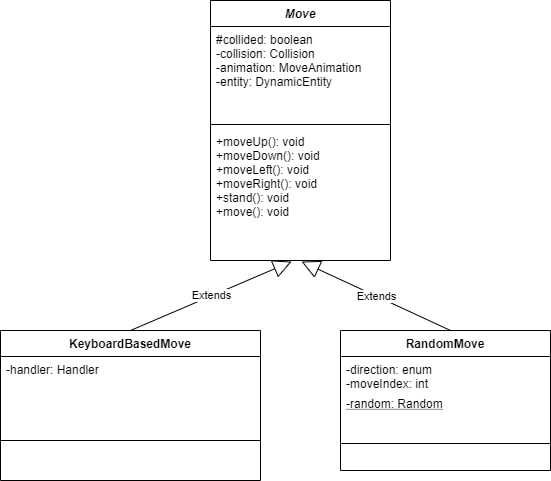 Move
#collided: boolean
-collision: Collision
-animation: MoveAnimation
-entity: DynamicEntity
+moveUp(): void
+moveDown(): void
+moveLeft(): void
+moveRight(): void
+stand(): void
+move(): void
Extends
Extends
KeyboardBasedMove
-handler: Handler
RandomMove
-direction: enum
-moveIndex: int
-random: Random